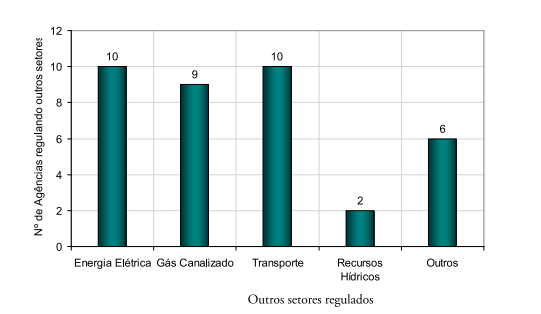 12
10
8
6
4
2
0
Nº de Agências regulando outros setores
10
9
10
2
6
Energia Elétrica
Gás Canalizado
Transporte
Recursos
Hídricos
Outros
Outros setores regulados